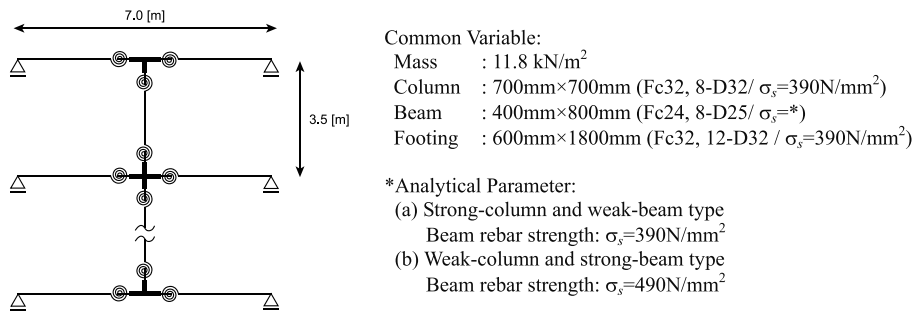 7.0 [m]
3.5 [m]
Common Variable:
Mass : 11.8 kN/m²
Column : 700mm×700mm (Fc32, 8-D32/ σₛ=390N/mm²)
Beam : 400mm×800mm (Fc24, 8-D25/ σₛ=*)
Footing : 600mm×1800mm (Fc32, 12-D32 / σₛ=390N/mm²)
*Analytical Parameter:
(a) Strong-column and weak-beam type
Beam rebar strength: σₛ=390N/mm²
(b) Weak-column and strong-beam type
Beam rebar strength: σₛ=490N/mm²